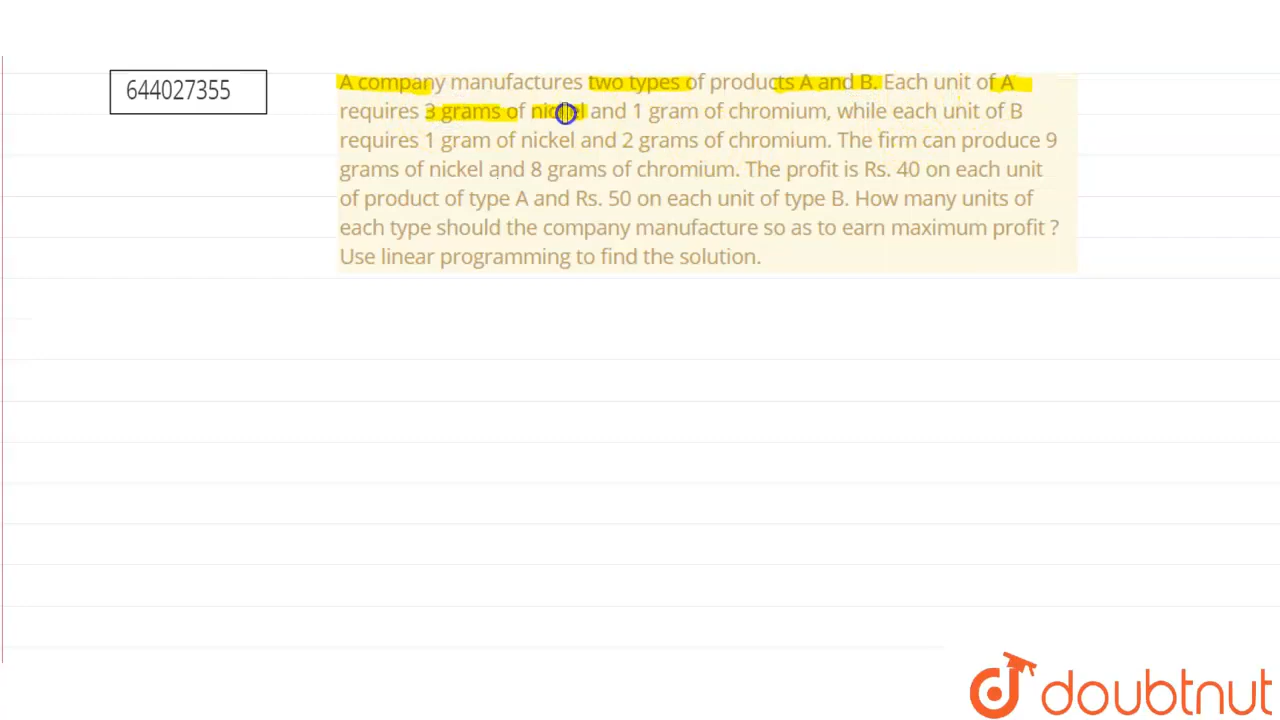 644027355
A company manufactures two types of products A and B. Each unit of A
requires 3 grams of nickel and 1 gram of chromium, while each unit of B
requires 1 gram of nickel and 2 grams of chromium. The firm can produce 9
grams of nickel and 8 grams of chromium. The profit is Rs. 40 on each unit
of product of type A and Rs. 50 on each unit of type B. How many units of
each type should the company manufacture so as to earn maximum profit ?
Use linear programming to find the solution.
doubtnut